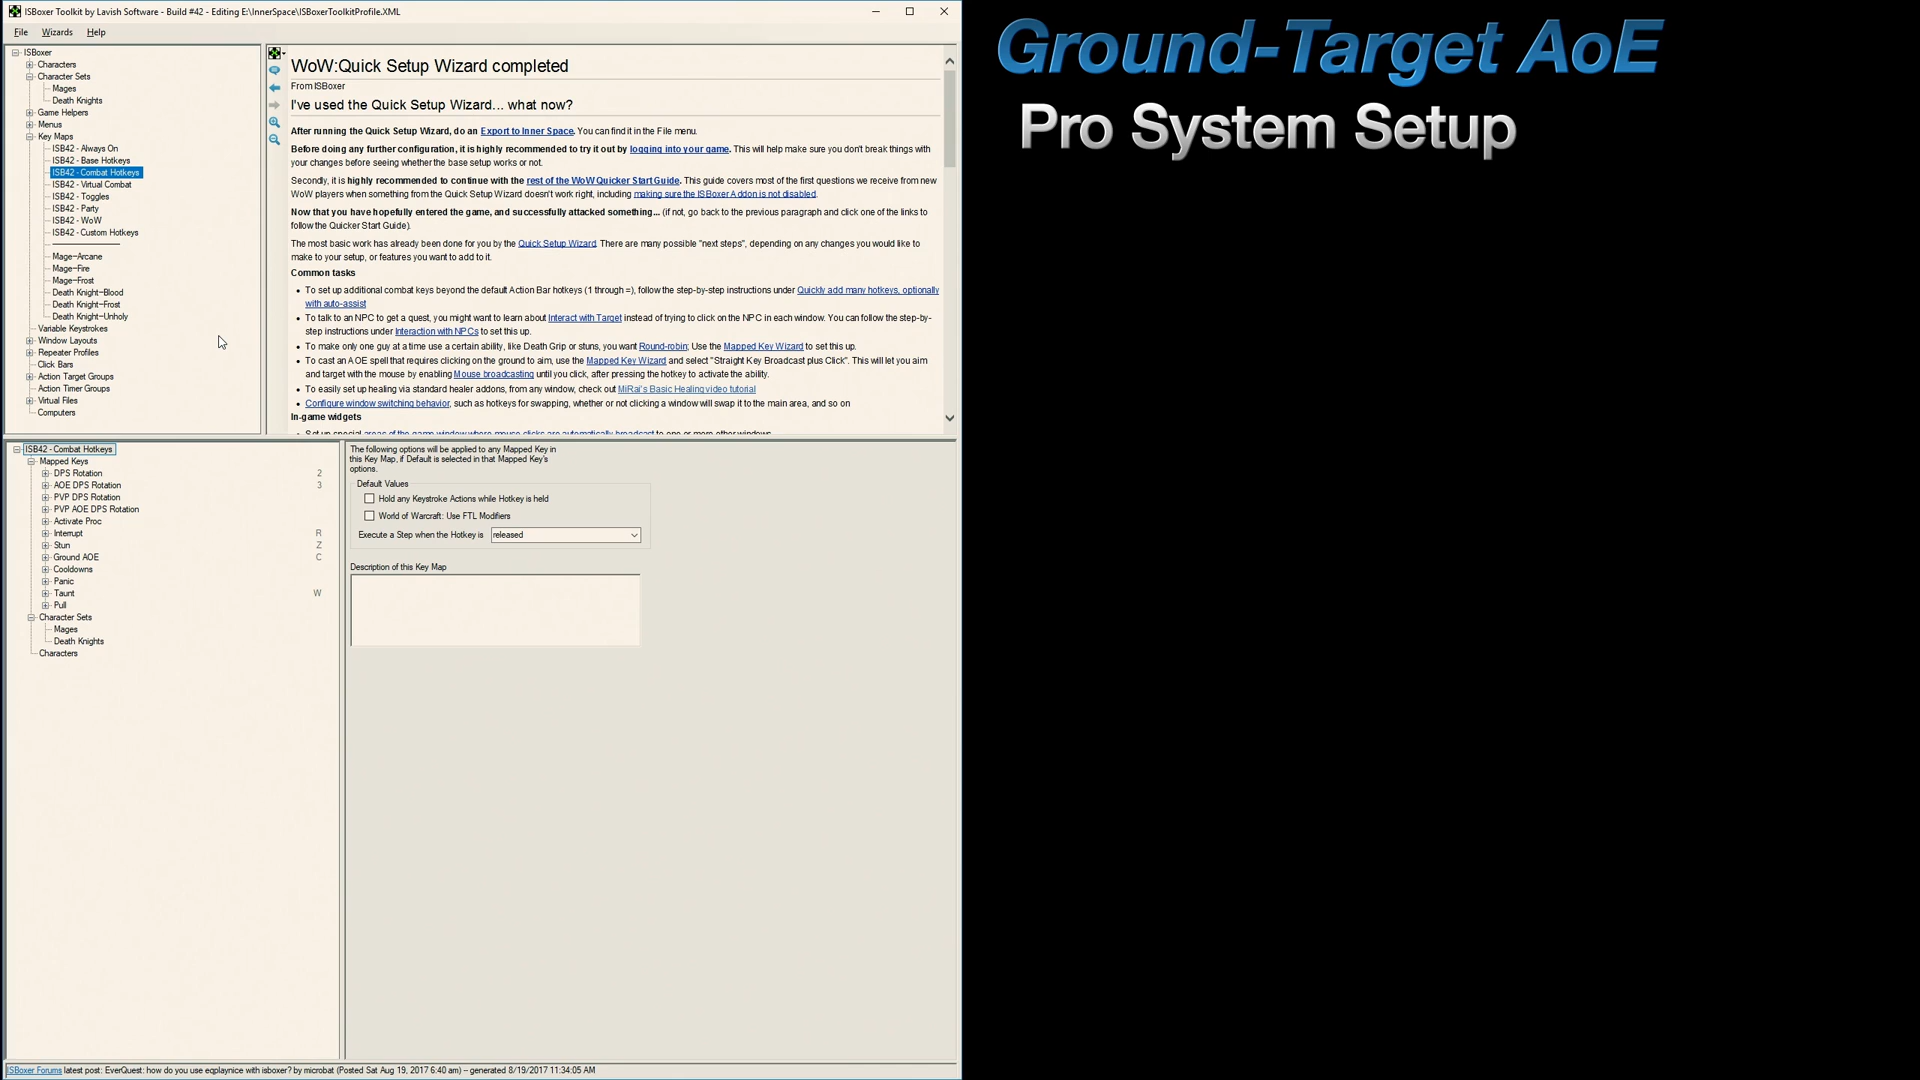 ISBoxer Toolkit by Lavish Software - Build #42 - Editing E:\InnerSpace\ISBoxerToolkitProfile.XML
File Wizards Help
ISBoxer
Characters
Character Sets
Mages
Death Knights
Game Helpers
Menus
Key Maps
ISB42 - Always On
ISB42 - Base Hotkeys
ISB42 - Combat Hotkeys
ISB42 - Virtual Combat
ISB42 - Toggles
ISB42 - Party
ISB42 - WoW
ISB42 - Custom Hotkeys
Mage-Arcane
Mage-Fire
Mage-Frost
Death Knight-Blood
Death Knight-Frost
Death Knight-Unholy
Variable Keystrokes
Window Layouts
Repeater Profiles
Click Bars
Action Target Groups
Action Timer Groups
Virtual Files
Computers
WoW:Quick Setup Wizard completed
From ISBoxer
I've used the Quick Setup Wizard... what now?
After running the Quick Setup Wizard, do an Export to Inner Space. You can find it in the File menu.
Before doing any further configuration, it is highly recommended to try it out by logging into your game. This will help make sure you don't break things with
your changes before seeing whether the base setup works or not.
Secondly, it is highly recommended to continue with the rest of the WoW Quicker Start Guide. This guide covers most of the first questions we receive from new
WoW players when something from the Quick Setup Wizard doesn't work right, including making sure the ISBoxer Addon is not disabled.
Now that you have hopefully entered the game, and successfully attacked something... (if not, go back to the previous paragraph and click one of the links to
follow the Quicker Start Guide).
The most basic work has already been done for you by the Quick Setup Wizard. There are many possible "next steps", depending on any changes you would like to
make to your setup, or features you want to add to it.
Common tasks
• To set up additional combat keys beyond the default Action Bar hotkeys (1 through =), follow the step-by-step instructions under Quickly add many hotkeys, optionally
with auto-assist
• To talk to an NPC to get a quest, you might want to learn about Interact with Target instead of trying to click on the NPC in each window. You can follow the step-by-
step instructions under Interaction with NPCs to set this up.
• To make only one guy at a time use a certain ability, like Death Grip or stuns, you want Round-robin; Use the Mapped Key Wizard to set this up.
• To cast an AOE spell that requires clicking on the ground to aim, use the Mapped Key Wizard and select "Straight Key Broadcast plus Click". This will let you aim
and target with the mouse by enabling Mouse broadcasting until you click, after pressing the hotkey to activate the ability.
• To easily set up healing via standard healer addons, from any window, check out MiRai's Basic Healing video tutorial
• Configure window switching behavior, such as hotkeys for swapping, whether or not clicking a window will swap it to the main area, and so on
In-game widgets
• Set up special areas of the game window where mouse clicks are automatically broadcast to one or more other windows
ISB42 - Combat Hotkeys
Mapped Keys
DPS Rotation 2
AOE DPS Rotation 3
PVP DPS Rotation
PVP AOE DPS Rotation
Activate Proc
Interrupt R
Stun Z
Ground AOE C
Cooldowns
Panic
Taunt W
Pull
Character Sets
Mages
Death Knights
Characters
The following options will be applied to any Mapped Key in
this Key Map, if Default is selected in that Mapped Key's
options.
Default Values
Hold any Keystroke Actions while Hotkey is held
World of Warcraft: Use FTL Modifiers
Execute a Step when the Hotkey is released
Description of this Key Map
ISBoxer Forums latest post: EverQuest: how do you use eqplaynice with isboxer? by microbat (Posted Sat Aug 19, 2017 6:40 am) -- generated 8/19/2017 11:34:05 AM
Ground-Target AoE
Pro System Setup